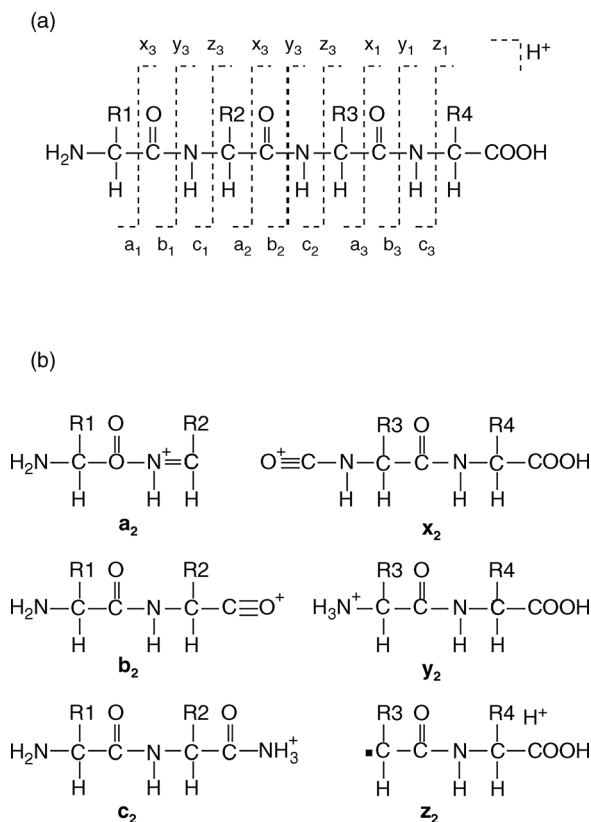 (a)
x3 y3 z3 x3 y3 z3 x1 y1 z1
H+
R1 O R2 O R3 O R4
H2N C C N C C N C C N C COOH
H H H H H H H
a1 b1 c1 a2 b2 c2 a3 b3 c3
(b)
R1 O R2
H2N C O N+ C
H H H
a2
R3 O R4
O+ C N C C N C COOH
H H H H
x2
R1 O R2
H2N C C N C C O+
H H H
b2
R3 O R4
H3N+ C C N C COOH
H H H
y2
R1 O R2 O
H2N C C N C C NH3+
H H H
c2
R3 O R4 H+
C C N C COOH
H H H
z2